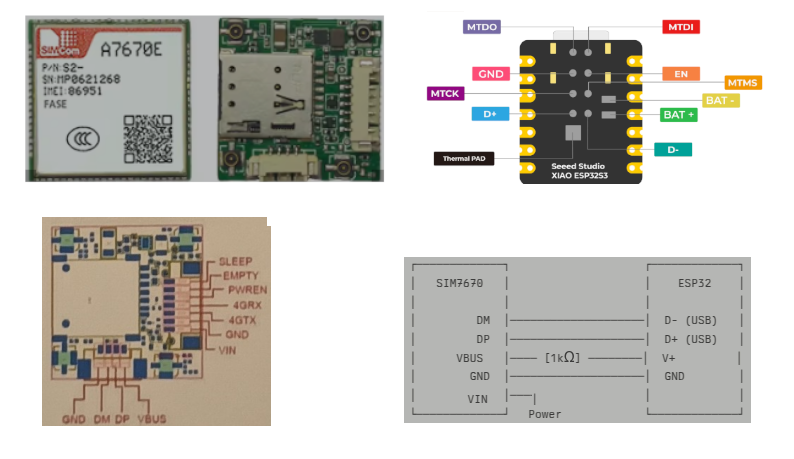 SIMCom
A7670E
P/N:S2-
SN:MP0621268
IMEI:86951
FASE
CCC
MTDO
MTDI
GND
EN
MTMS
MTCK
BAT -
D+
BAT +
D-
Thermal PAD
Seeed Studio
XIAO ESP32S3
SLEEP
EMPTY
PWREN
4GRX
4GTX
GND
VIN
GND DM DP VBUS
SIM7670 ESP32
DM D- (USB)
DP D+ (USB)
VBUS [1kΩ] V+
GND GND
VIN
Power